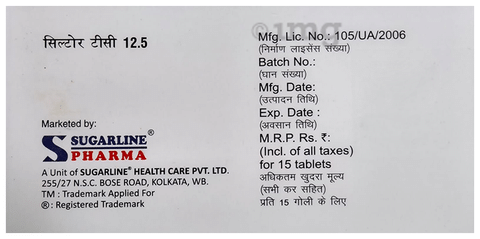 सिल्टोर टीसी 12.5
Marketed by:
SUGARLINE®
PHARMA
A Unit of SUGARLINE® HEALTH CARE PVT. LTD.
255/27 N.S.C. BOSE ROAD, KOLKATA, WB.
TM : Trademark Applied For
® : Registered Trademark
1mg
Mfg. Lic. No.: 105/UA/2006
(निर्माण लाइसेंस संख्या)
Batch No.:
(घान संख्या)
Mfg. Date:
(उत्पादन तिथि)
Exp. Date :
(अवसान तिथि)
M.R.P. Rs. ₹:
(Incl. of all taxes)
for 15 tablets
अधिकतम खुदरा मूल्य
(सभी कर सहित)
प्रति 15 गोली के लिए